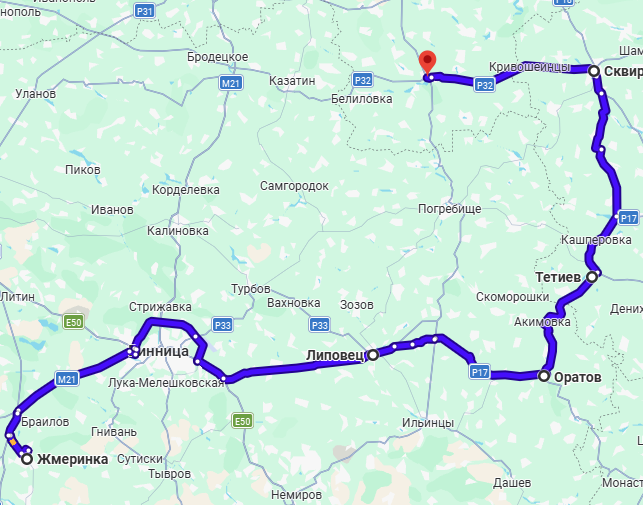 нополь
P31
Бродецкое
Казатин
M21
P32
Белиловка
P32
Кривошеинцы
Сквир
Шам
Уланов
Пиков
Корделевка
Самгородок
Иванов
Калиновка
Погребище
P17
Кашперовка
Тетиев
Литин
E50
Стрижавка
Турбов
P33
Вахновка
P33
Зозов
Скоморошки
Акимовка
Дених
Винница
Липовец
M21
Лука-Мелешковская
P17
Оратов
Браилов
E50
Гнивань
Ильинцы
Жмеринка
Сутиски
Тывров
Немиров
Дашев
Монаст